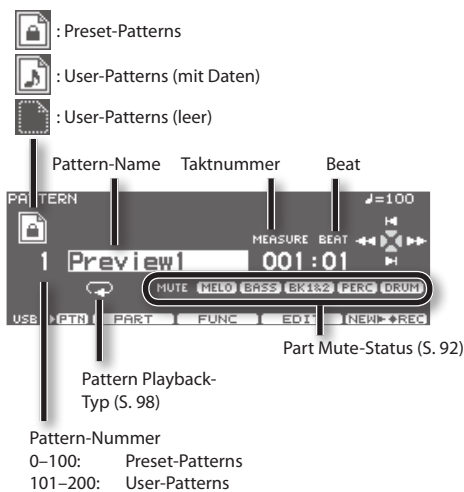 : Preset-Patterns
: User-Patterns (mit Daten)
: User-Patterns (leer)
Pattern-Name Taktnummer Beat
PATTERN ♩=100
MEASURE BEAT
1 Preview1 001:01
MUTE MELO BASS BK1&2 PERC DRUM
USB PTN PART FUNC EDIT NEW REC
Part Mute-Status (S. 92)
Pattern Playback-
Typ (S. 98)
Pattern-Nummer
0–100: Preset-Patterns
101–200: User-Patterns